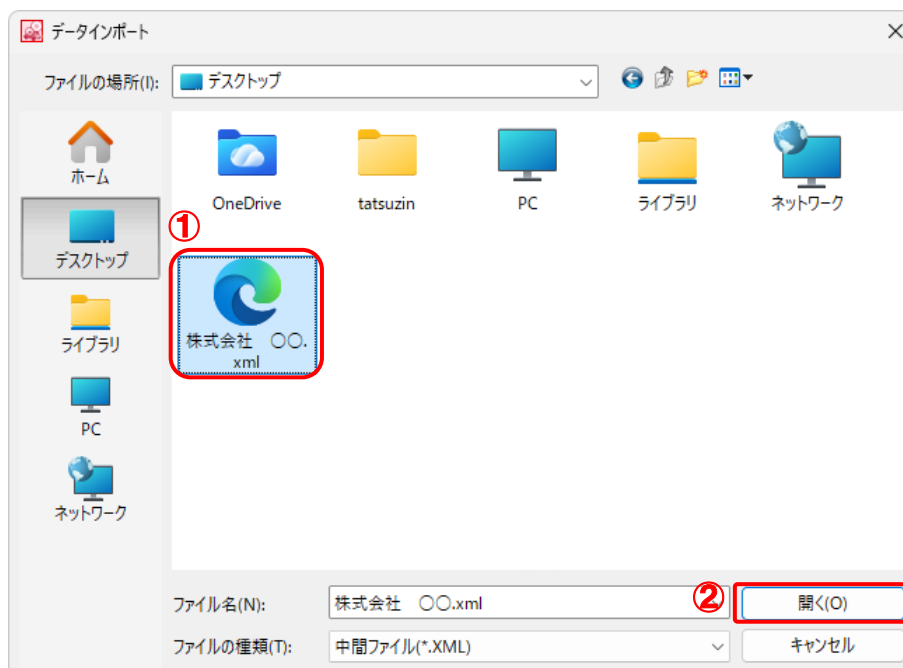 データインポート
ファイルの場所(I):
デスクトップ
ホーム
デスクトップ
ライブラリ
PC
ネットワーク
OneDrive
tatsuzin
PC
ライブラリ
ネットワーク
①
株式会社　〇〇.
xml
ファイル名(N):
株式会社　〇〇.xml
②
開く(O)
ファイルの種類(T):
中間ファイル(*.XML)
キャンセル